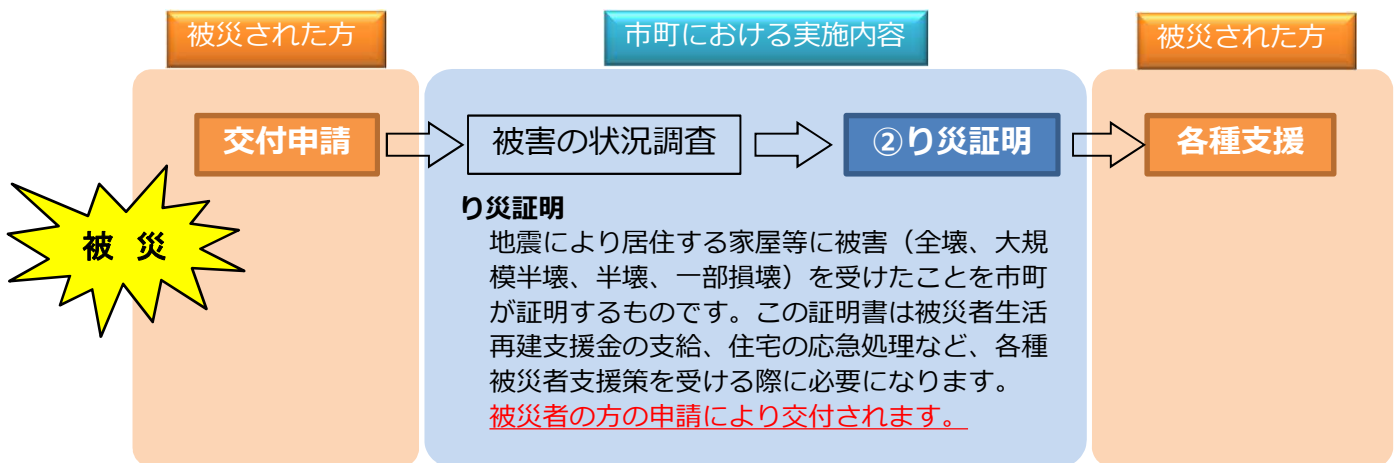 被災された方
市町における実施内容
被災された方
交付申請
被害の状況調査
②り災証明
各種支援
被 災
り災証明
地震により居住する家屋等に被害（全壊、大規
模半壊、半壊、一部損壊）を受けたことを市町
が証明するものです。この証明書は被災者生活
再建支援金の支給、住宅の応急処理など、各種
被災者支援策を受ける際に必要になります。
被災者の方の申請により交付されます。